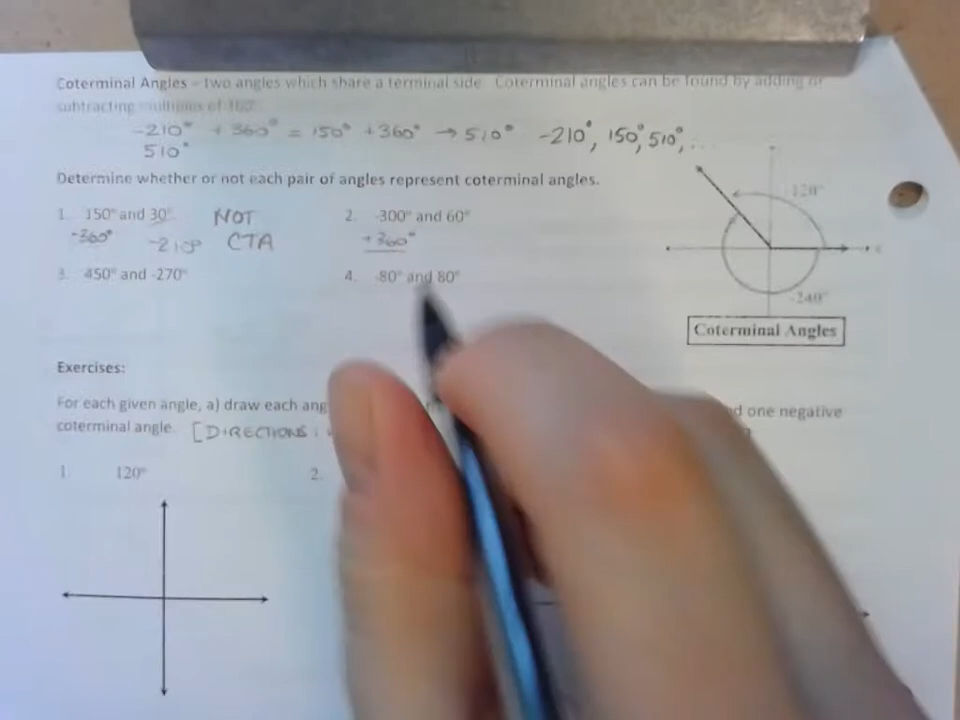 Coterminal Angles – two angles which share a terminal side. Coterminal angles can be found by adding or
subtracting multiples of 360°.
-210° + 360° = 150° + 360° → 510° -210°, 150°, 510°, ...
510°
Determine whether or not each pair of angles represent coterminal angles.
1. 150° and 30° NOT
-360° -210° CTA
2. -300° and 60°
+360°
3. 450° and -270°
4. -80° and 80°
120°
x
-240°
Coterminal Angles
Exercises:
For each given angle, a) draw each ang d one negative
coterminal angle. [DIRECTIONS:
1. 120°
2.